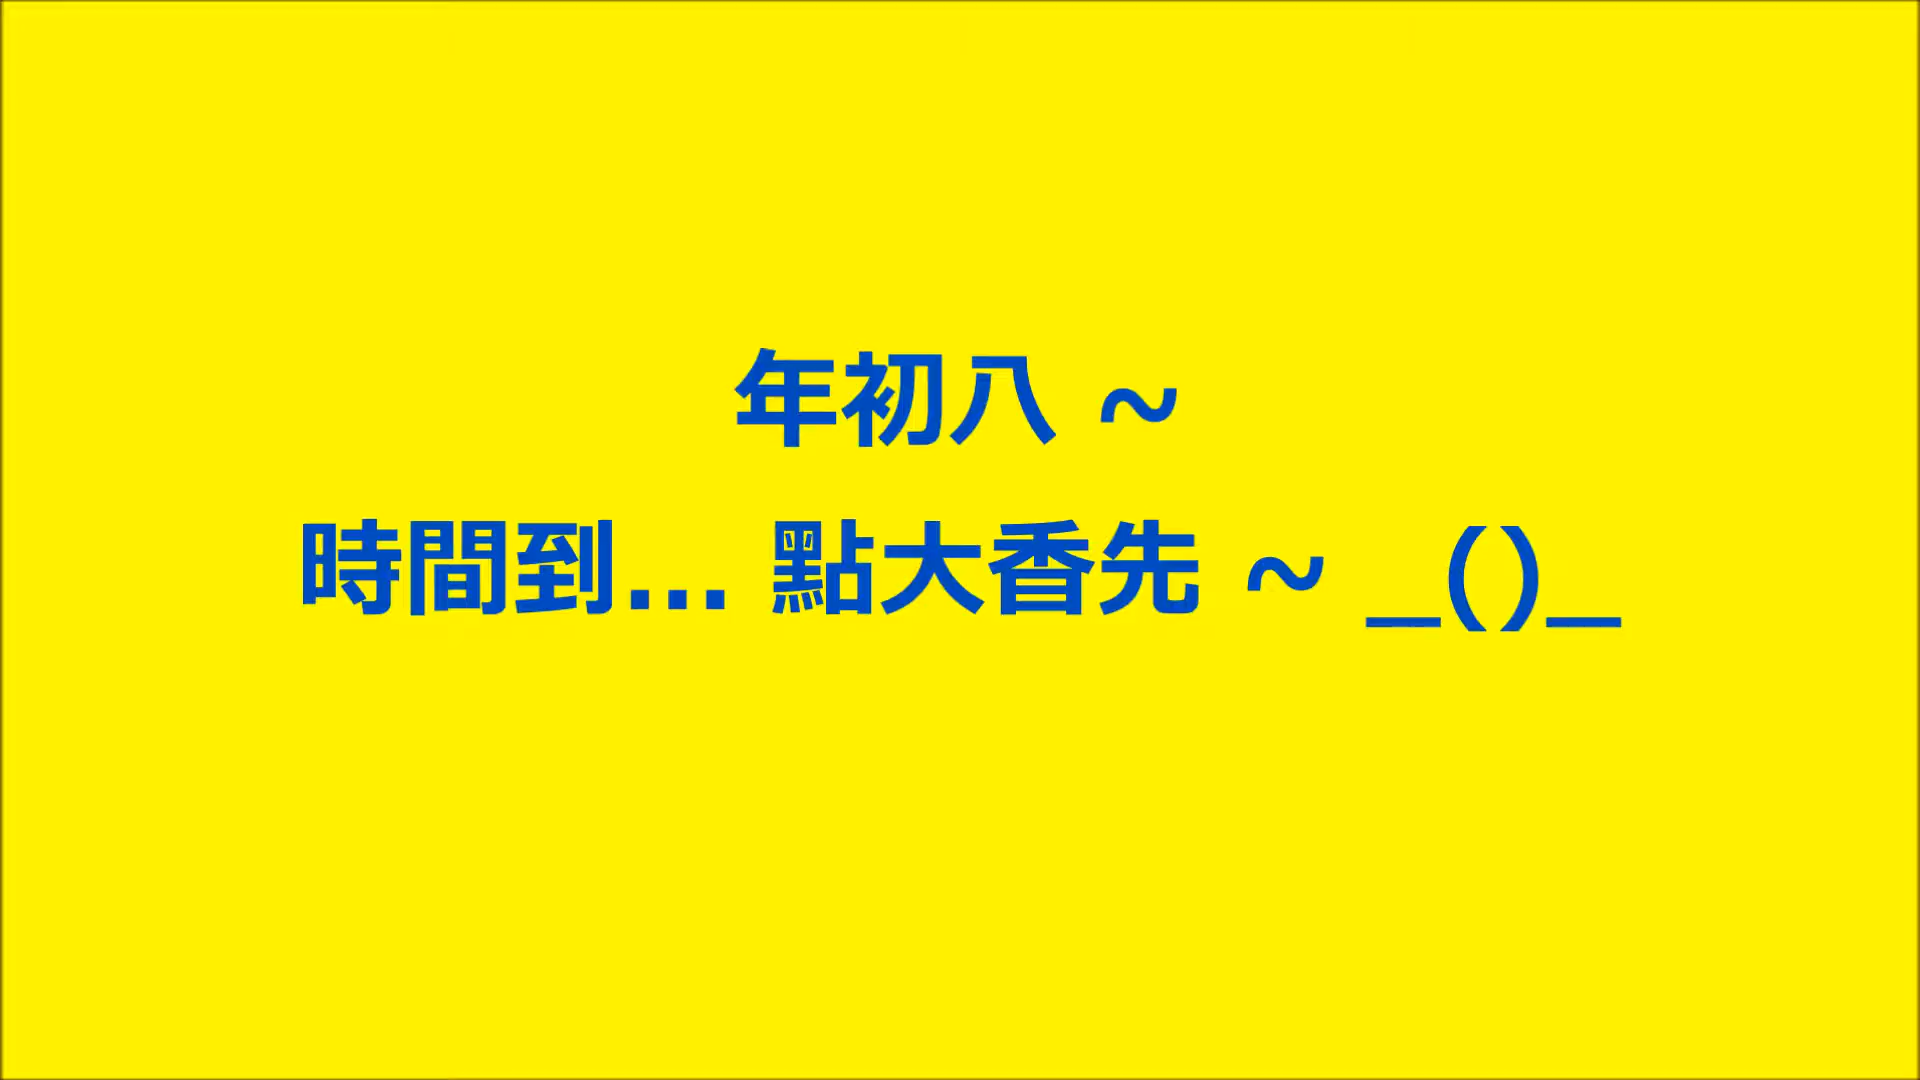 年初八 ~
時間到... 點大香先 ~ _()_